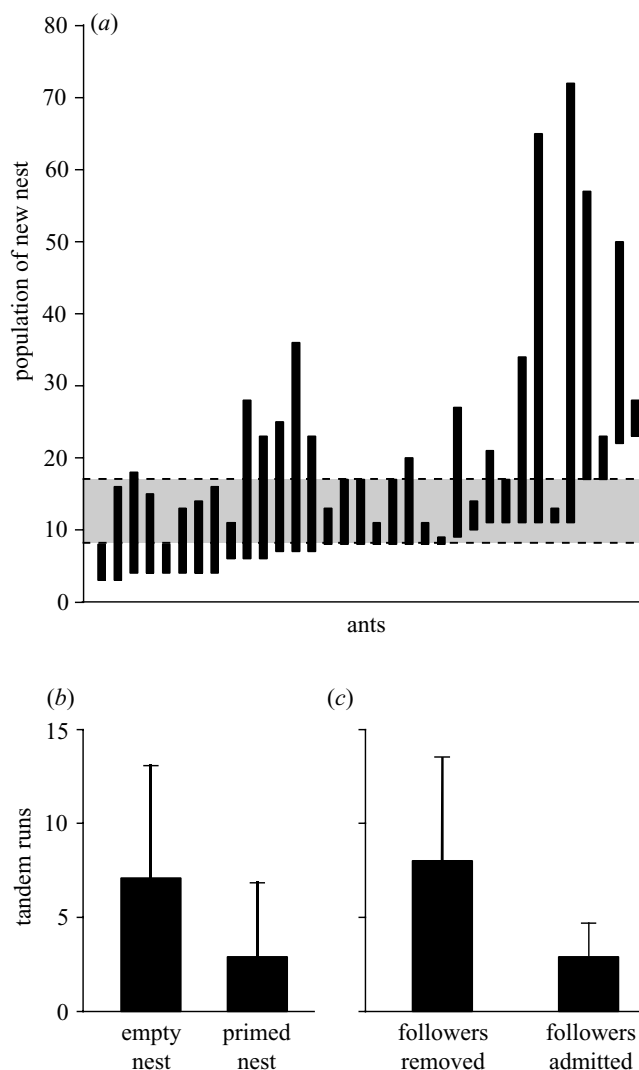 (a)
80
70
60
50
40
30
20
10
0
population of new nest
ants
(b)
(c)
15
10
5
0
tandem runs
empty
nest
primed
nest
followers
removed
followers
admitted